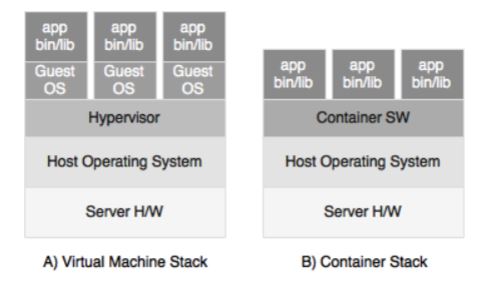 app
bin/lib
app
bin/lib
app
bin/lib
Guest
OS
Guest
OS
Guest
OS
Hypervisor
Host Operating System
Server H/W
A) Virtual Machine Stack
app
bin/lib
app
bin/lib
app
bin/lib
Container SW
Host Operating System
Server H/W
B) Container Stack